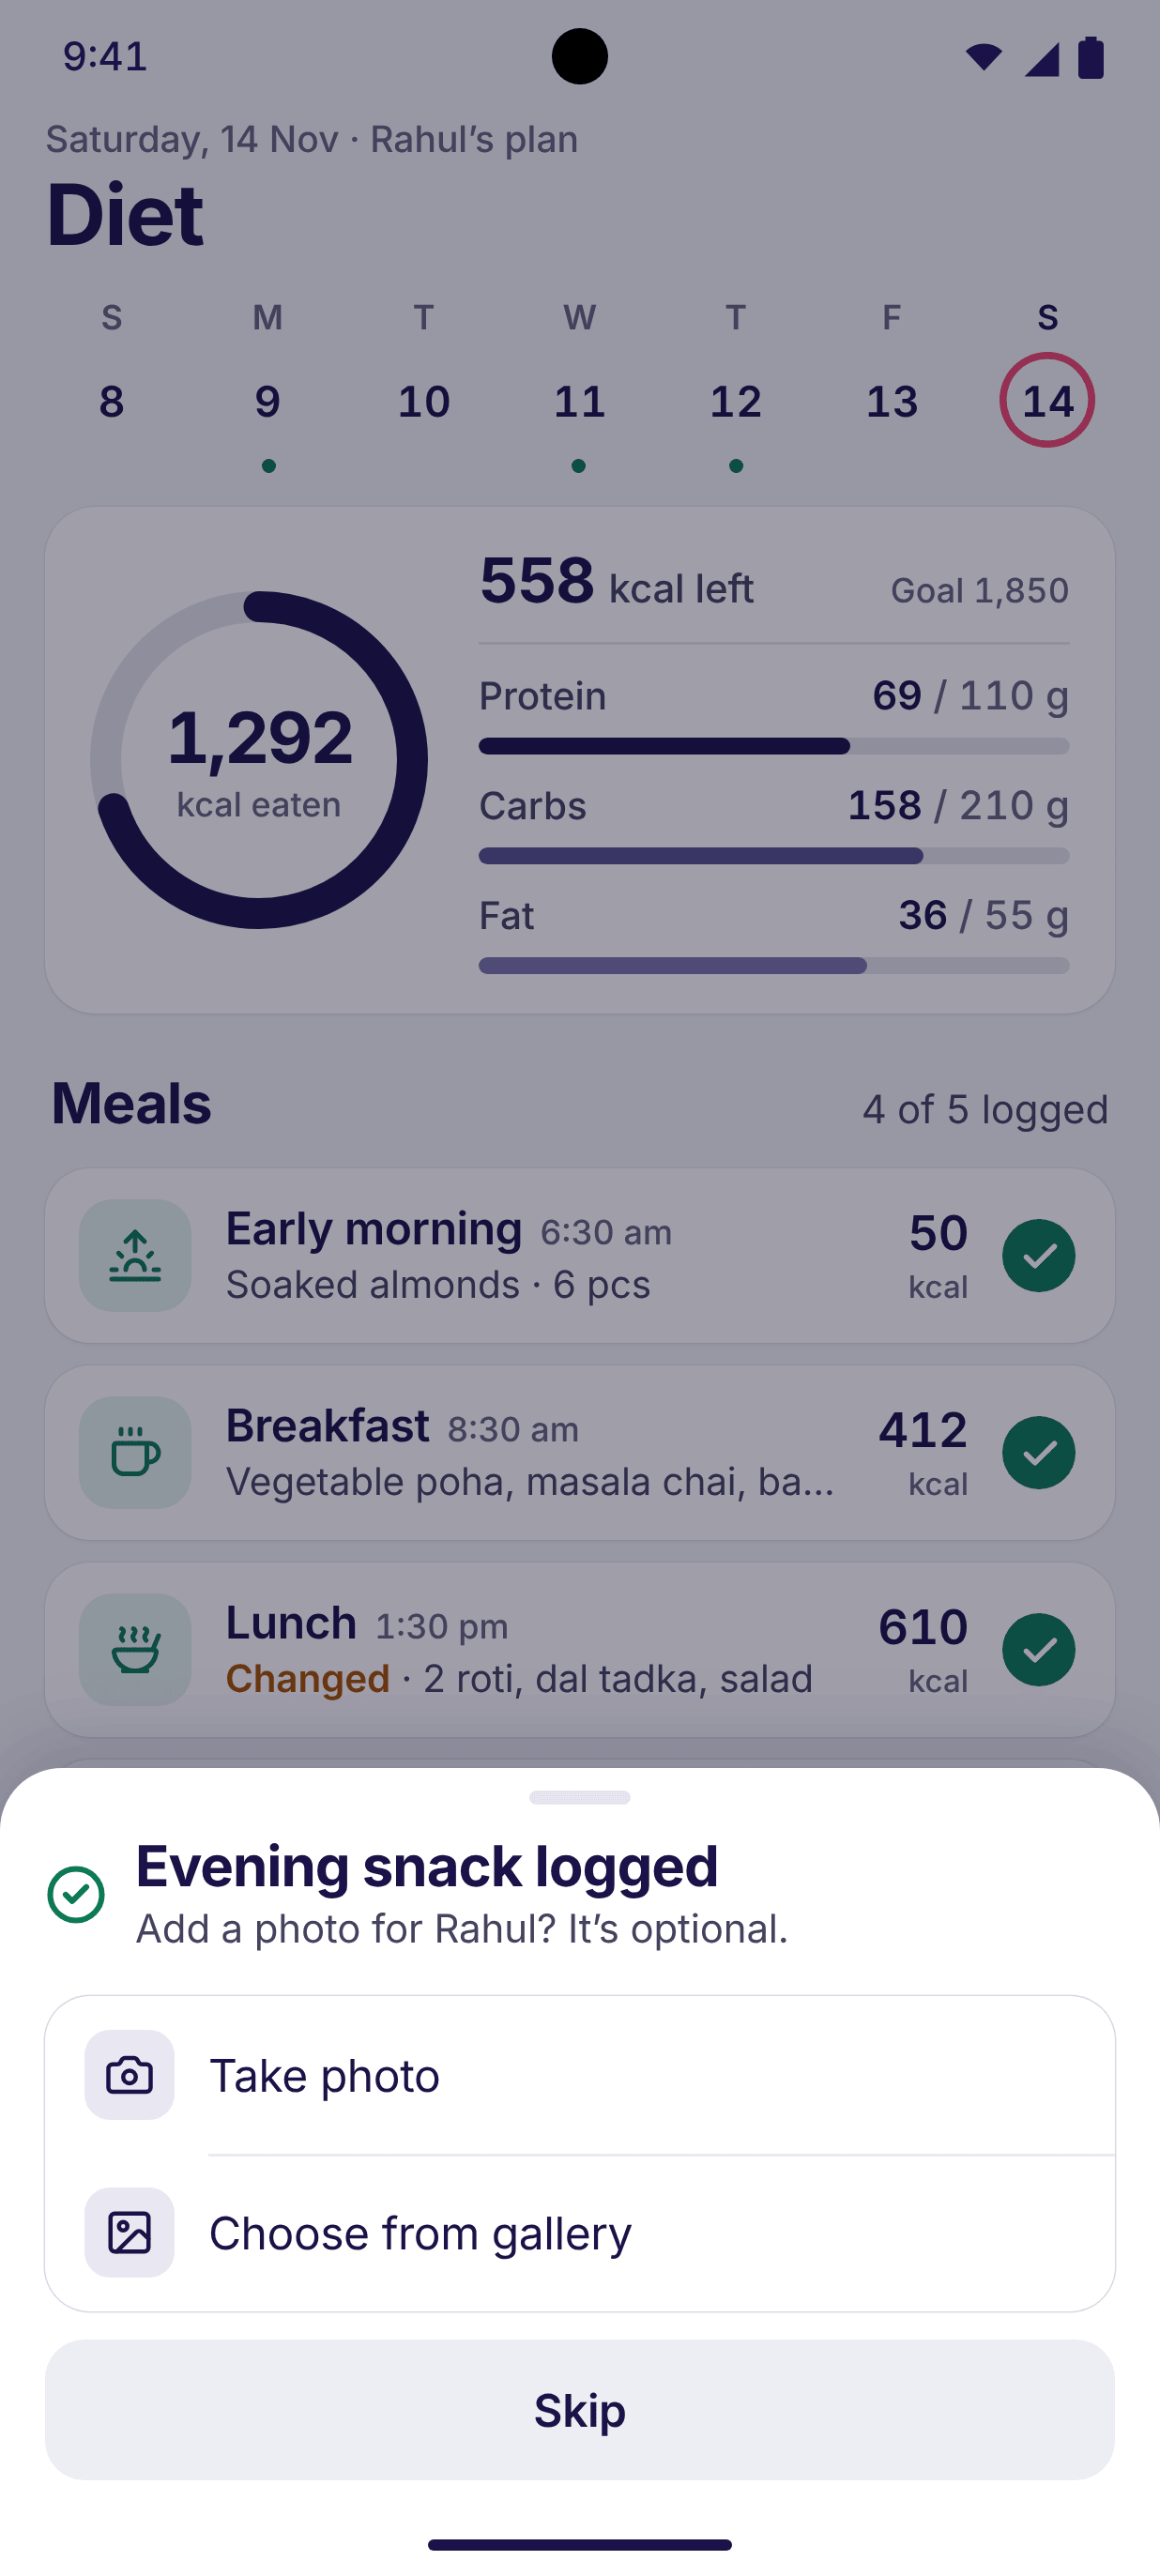 9:41
Saturday, 14 Nov · Rahul’s plan
Diet
S M T W T F S
8 9 10 11 12 13 14
558 kcal left Goal 1,850
1,292
kcal eaten
Protein 69 / 110 g
Carbs 158 / 210 g
Fat 36 / 55 g
Meals 4 of 5 logged
Early morning 6:30 am 50
Soaked almonds · 6 pcs kcal
Breakfast 8:30 am 412
Vegetable poha, masala chai, ba... kcal
Lunch 1:30 pm 610
Changed · 2 roti, dal tadka, salad kcal
Evening snack logged
Add a photo for Rahul? It’s optional.
Take photo
Choose from gallery
Skip